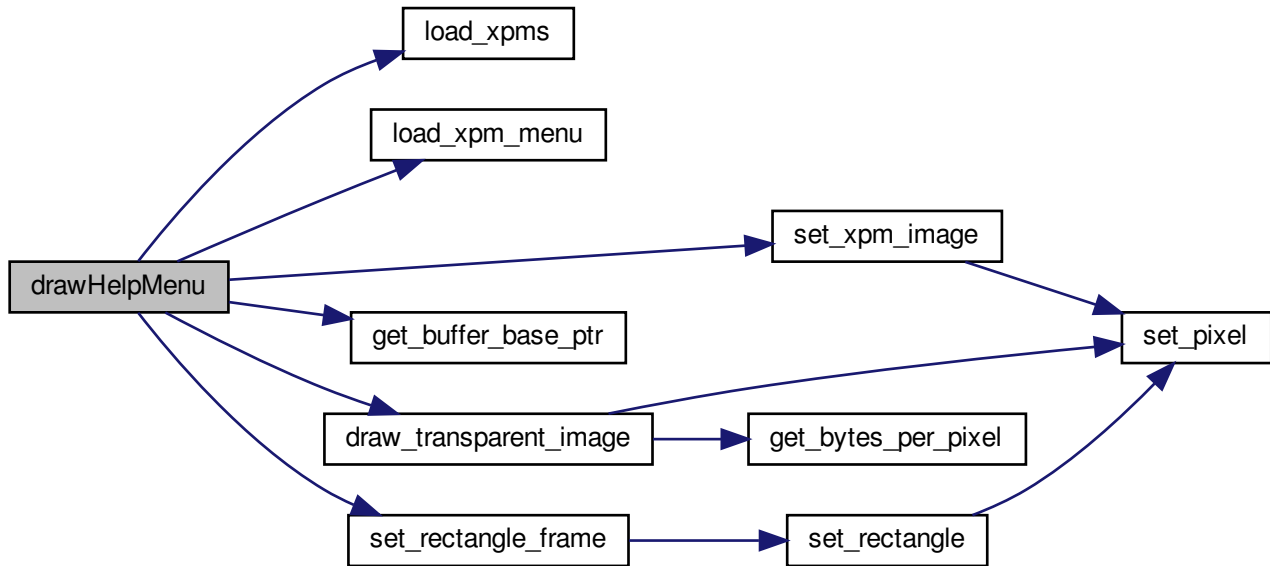 load_xpms
load_xpm_menu
set_xpm_image
drawHelpMenu
get_buffer_base_ptr
set_pixel
draw_transparent_image
get_bytes_per_pixel
set_rectangle_frame
set_rectangle